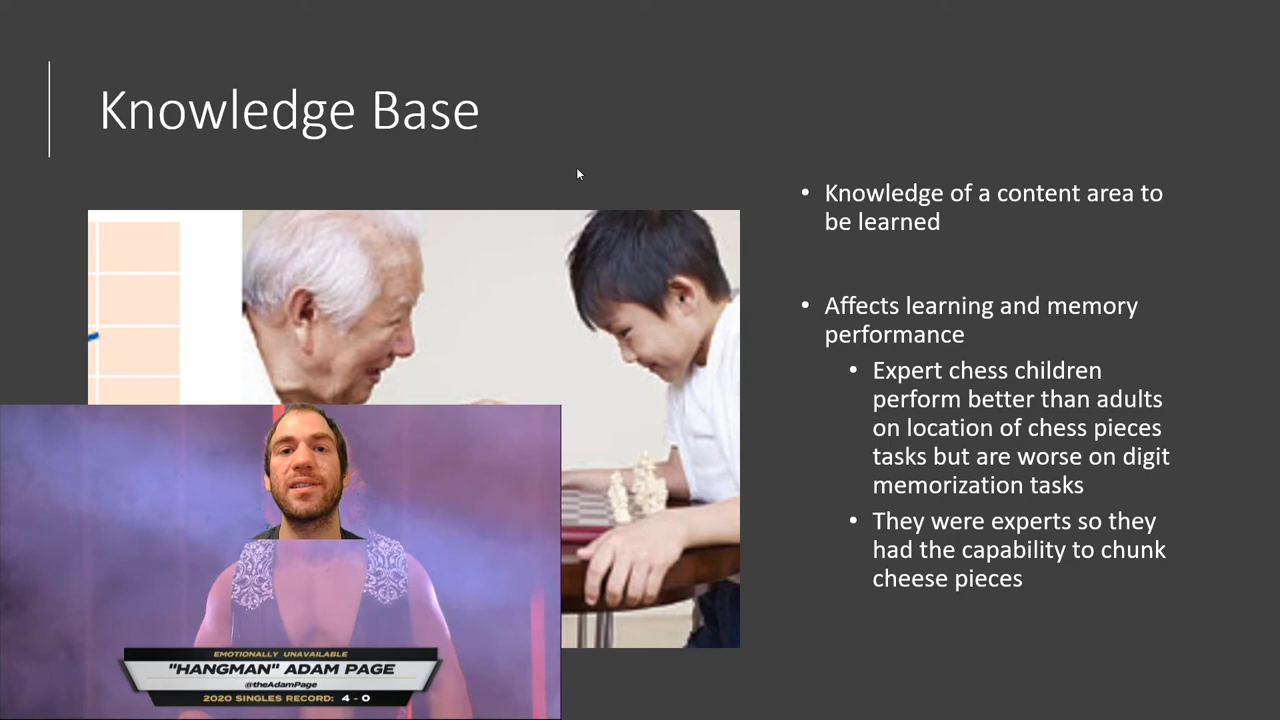 Knowledge Base
• Knowledge of a content area to
be learned
• Affects learning and memory
performance
• Expert chess children
perform better than adults
on location of chess pieces
tasks but are worse on digit
memorization tasks
• They were experts so they
had the capability to chunk
cheese pieces
EMOTIONALLY UNAVAILABLE
"HANGMAN" ADAM PAGE
@theAdamPage
2020 SINGLES RECORD: 4 - 0